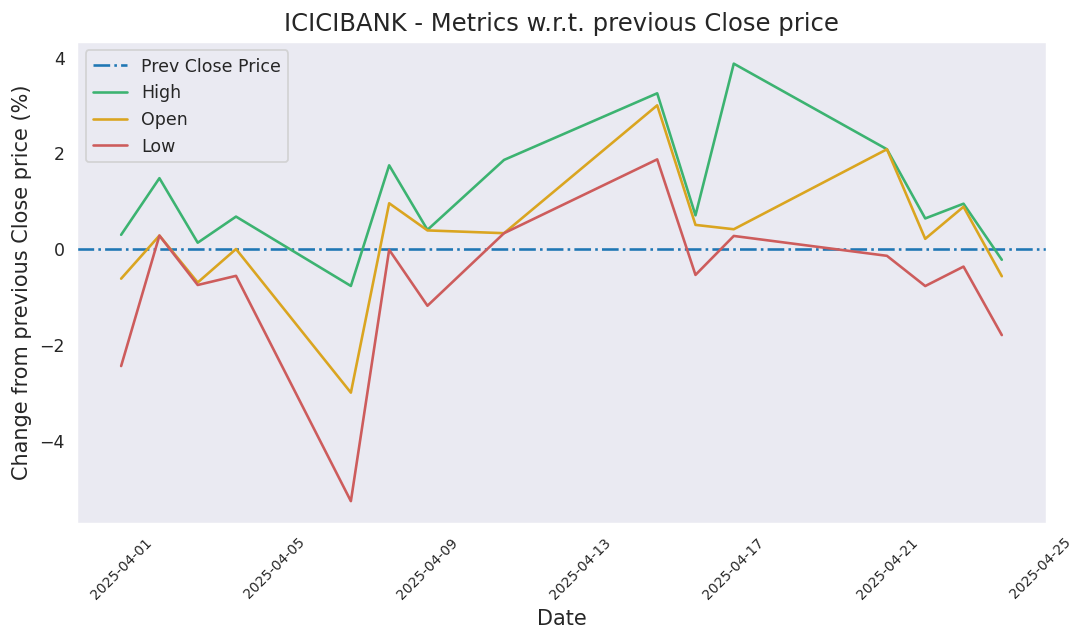 ICICIBANK - Metrics w.r.t. previous Close price
Change from previous Close price (%)
4
2
0
−2
−4
Prev Close Price
High
Open
Low
2025-04-01
2025-04-05
2025-04-09
2025-04-13
2025-04-17
2025-04-21
2025-04-25
Date